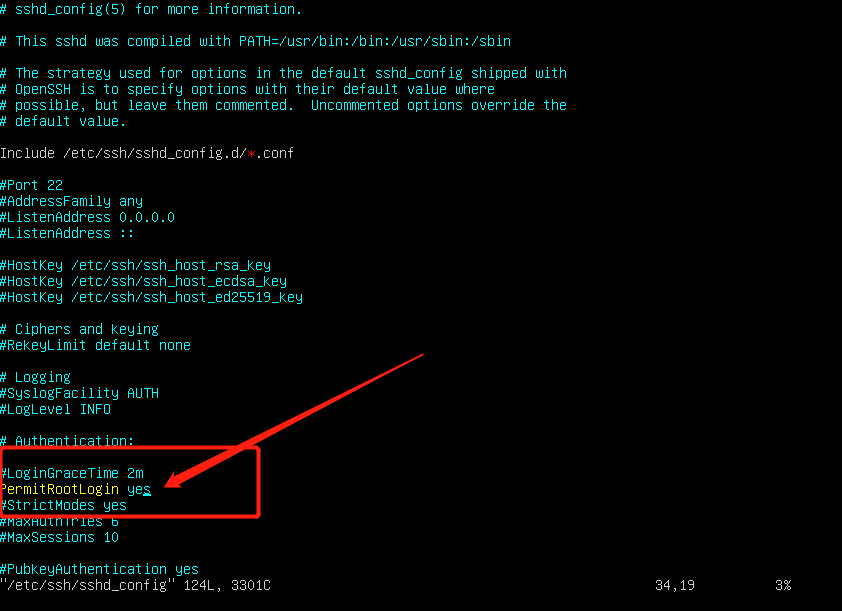 # sshd_config(5) for more information.
# This sshd was compiled with PATH=/usr/bin:/bin:/usr/sbin:/sbin
# The strategy used for options in the default sshd_config shipped with
# OpenSSH is to specify options with their default value where
# possible, but leave them commented.  Uncommented options override the
# default value.
Include /etc/ssh/sshd_config.d/*.conf
#Port 22
#AddressFamily any
#ListenAddress 0.0.0.0
#ListenAddress ::
#HostKey /etc/ssh/ssh_host_rsa_key
#HostKey /etc/ssh/ssh_host_ecdsa_key
#HostKey /etc/ssh/ssh_host_ed25519_key
# Ciphers and keying
#RekeyLimit default none
# Logging
#SyslogFacility AUTH
#LogLevel INFO
# Authentication:
#LoginGraceTime 2m
PermitRootLogin yes
#StrictModes yes
#MaxAuthTries 6
#MaxSessions 10
#PubkeyAuthentication yes
"/etc/ssh/sshd_config" 124L, 3301C 34,19 3%